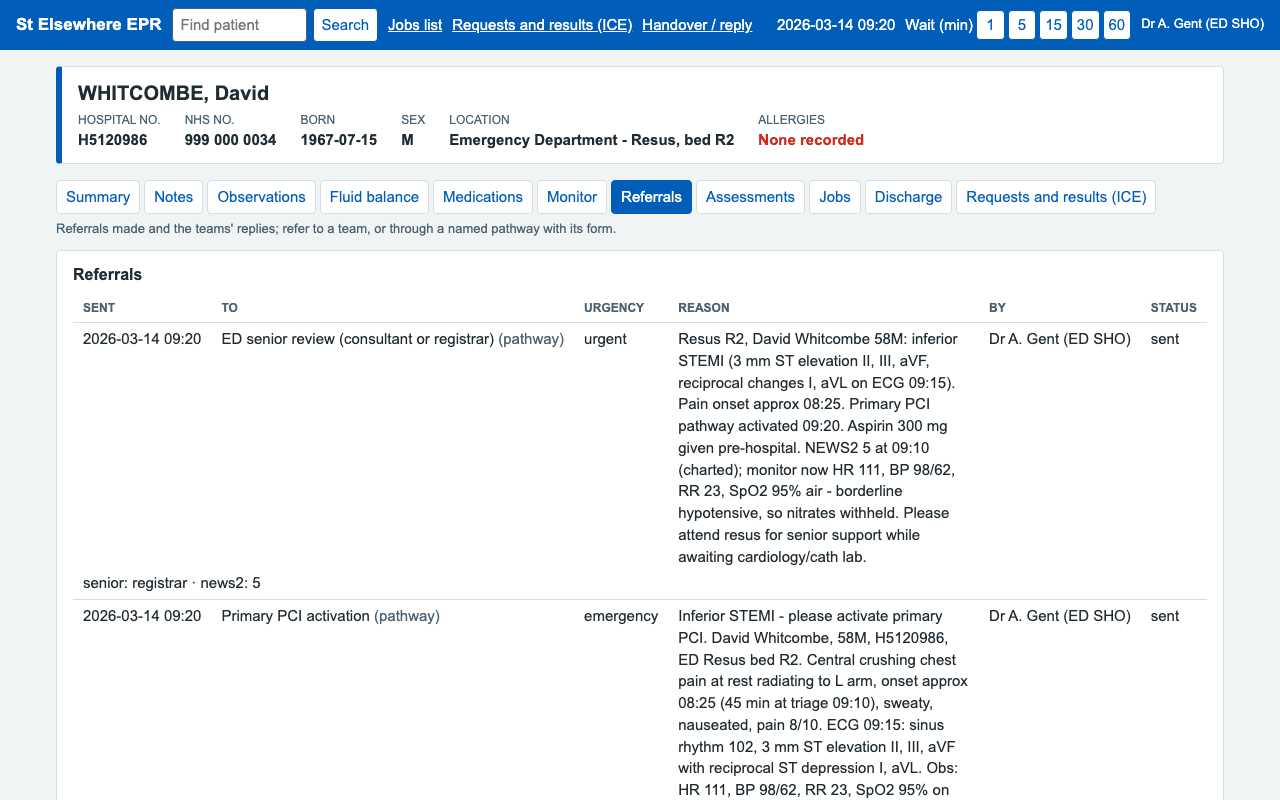 St Elsewhere EPR Find patient Search Jobs list Requests and results (ICE) Handover / reply 2026-03-14 09:20 Wait (min) 1 5 15 30 60 Dr A. Gent (ED SHO)
WHITCOMBE, David
HOSPITAL NO. NHS NO. BORN SEX LOCATION ALLERGIES
H5120986 999 000 0034 1967-07-15 M Emergency Department - Resus, bed R2 None recorded
Summary Notes Observations Fluid balance Medications Monitor Referrals Assessments Jobs Discharge Requests and results (ICE)
Referrals made and the teams' replies; refer to a team, or through a named pathway with its form.
Referrals
SENT TO URGENCY REASON BY STATUS
2026-03-14 09:20 ED senior review (consultant or registrar) (pathway) urgent Resus R2, David Whitcombe 58M: inferior Dr A. Gent (ED SHO) sent
STEMI (3 mm ST elevation II, III, aVF,
reciprocal changes I, aVL on ECG 09:15).
Pain onset approx 08:25. Primary PCI
pathway activated 09:20. Aspirin 300 mg
given pre-hospital. NEWS2 5 at 09:10
(charted); monitor now HR 111, BP 98/62,
RR 23, SpO2 95% air - borderline
hypotensive, so nitrates withheld. Please
attend resus for senior support while
awaiting cardiology/cath lab.
senior: registrar · news2: 5
2026-03-14 09:20 Primary PCI activation (pathway) emergency Inferior STEMI - please activate primary Dr A. Gent (ED SHO) sent
PCI. David Whitcombe, 58M, H5120986,
ED Resus bed R2. Central crushing chest
pain at rest radiating to L arm, onset approx
08:25 (45 min at triage 09:10), sweaty,
nauseated, pain 8/10. ECG 09:15: sinus
rhythm 102, 3 mm ST elevation II, III, aVF
with reciprocal ST depression I, aVL. Obs:
HR 111, BP 98/62, RR 23, SpO2 95% on